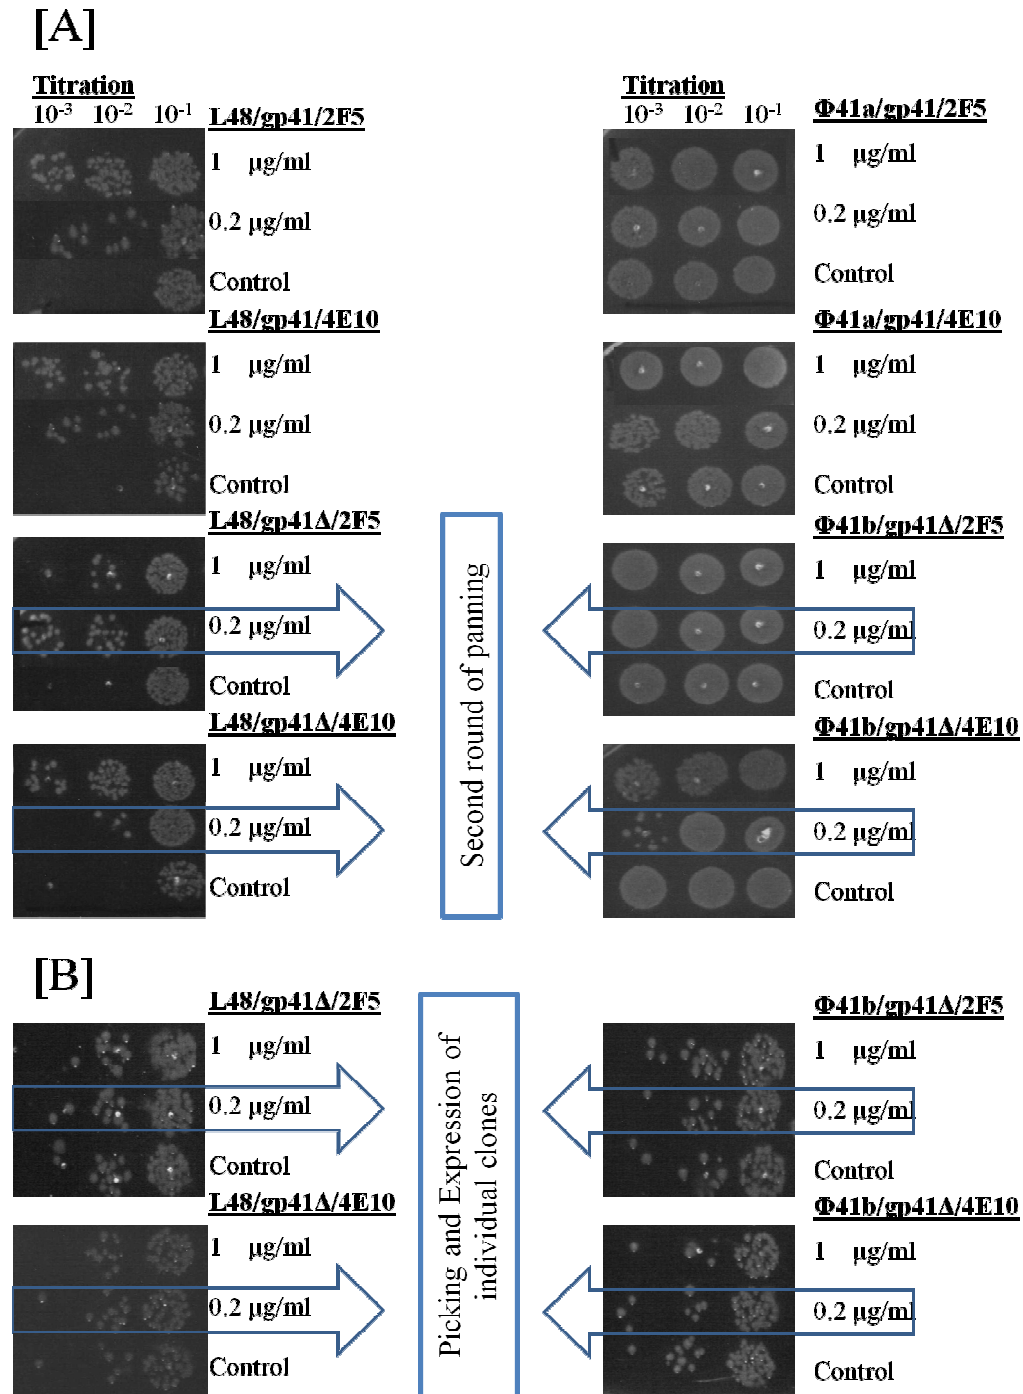 [A]
Titration
10-3 10-2 10-1
L48/gp41/2F5
1 µg/ml
0.2 µg/ml
Control
L48/gp41/4E10
1 µg/ml
0.2 µg/ml
Control
L48/gp41Δ/2F5
1 µg/ml
0.2 µg/ml
Control
L48/gp41Δ/4E10
1 µg/ml
0.2 µg/ml
Control
Second round of panning
Titration
10-3 10-2 10-1
Φ41a/gp41/2F5
1 µg/ml
0.2 µg/ml
Control
Φ41a/gp41/4E10
1 µg/ml
0.2 µg/ml
Control
Φ41b/gp41Δ/2F5
1 µg/ml
0.2 µg/ml
Control
Φ41b/gp41Δ/4E10
1 µg/ml
0.2 µg/ml
Control
[B]
L48/gp41Δ/2F5
1 µg/ml
0.2 µg/ml
Control
L48/gp41Δ/4E10
1 µg/ml
0.2 µg/ml
Control
Picking and Expression of
individual clones
Φ41b/gp41Δ/2F5
1 µg/ml
0.2 µg/ml
Control
Φ41b/gp41Δ/4E10
1 µg/ml
0.2 µg/ml
Control